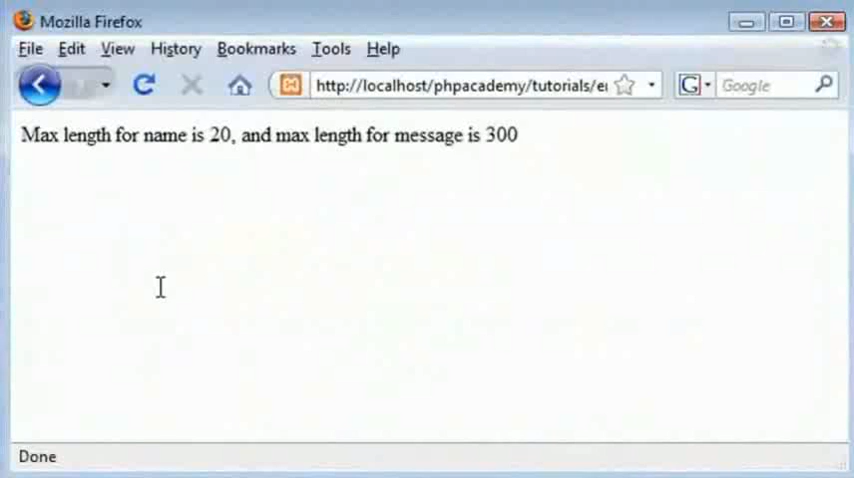 Mozilla Firefox
File Edit View History Bookmarks Tools Help
http://localhost/phpacademy/tutorials/ei G Google
Max length for name is 20, and max length for message is 300
Done